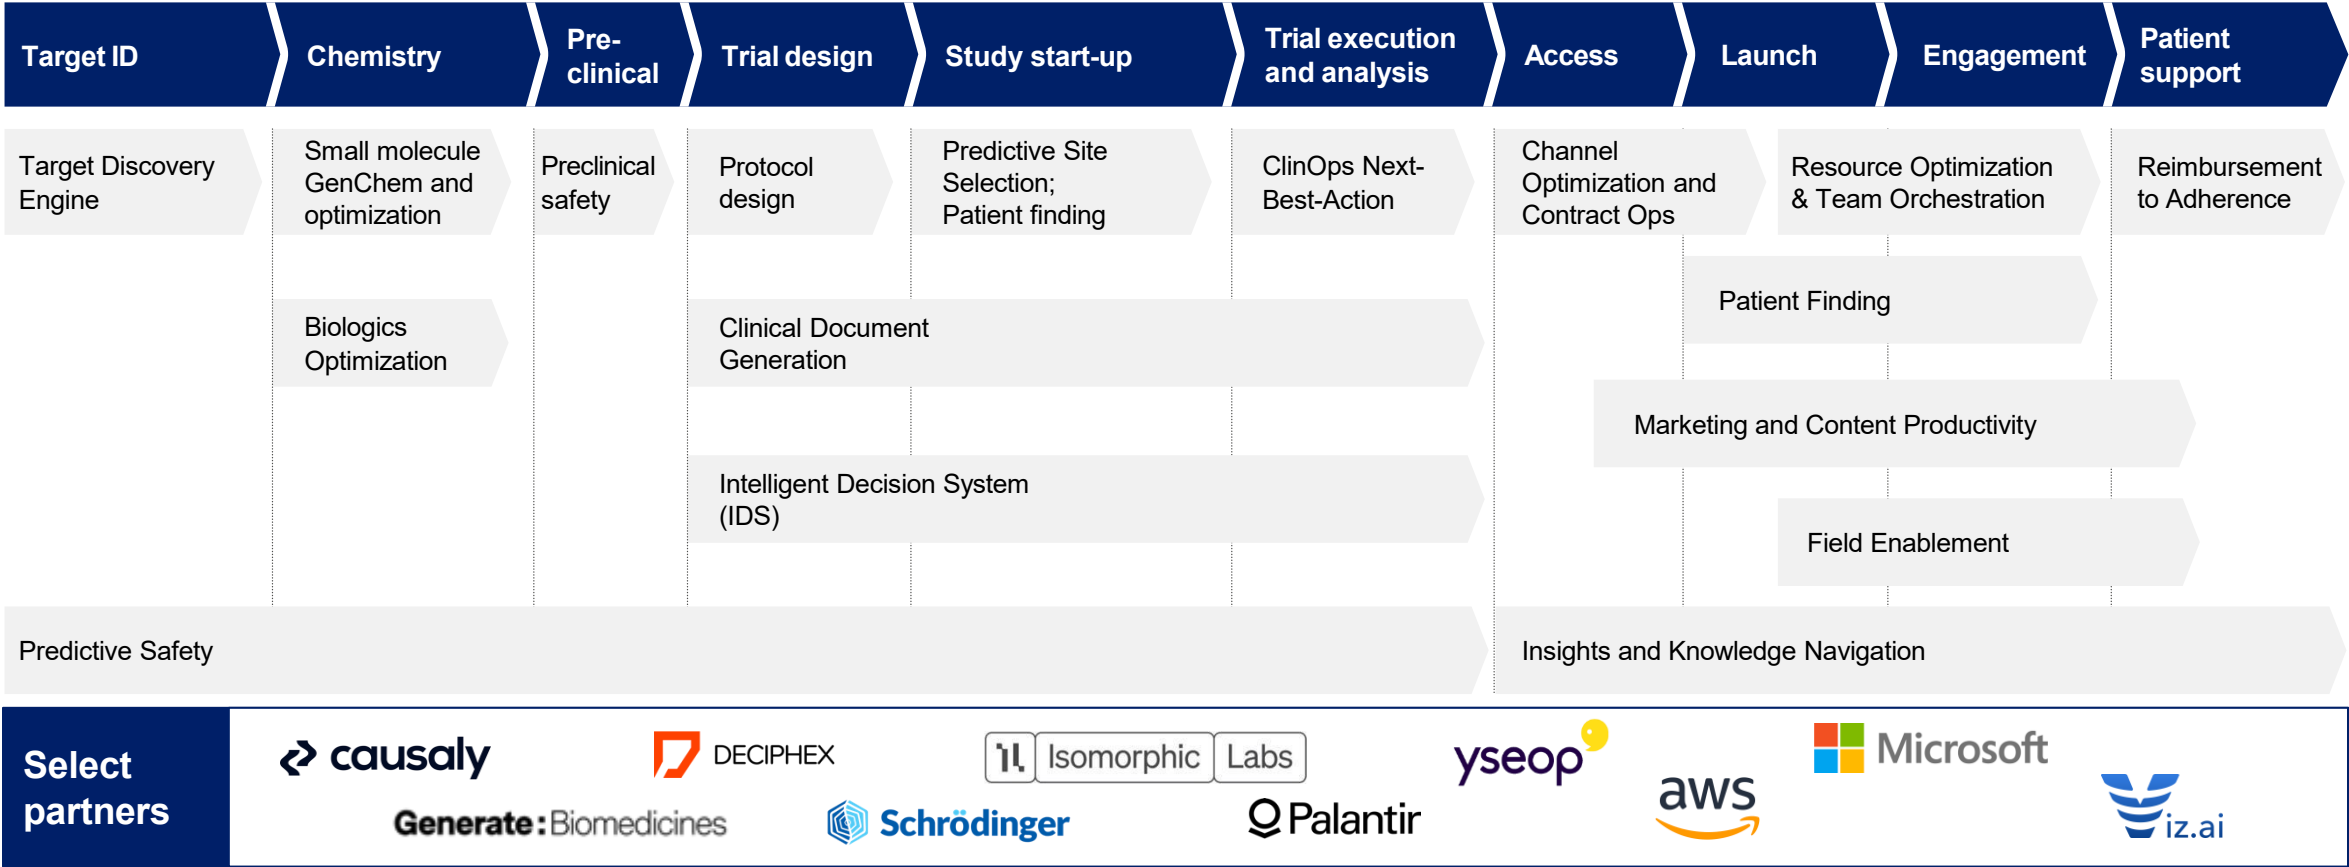 Target ID
Chemistry
Pre-
clinical
Trial design
Study start-up
Trial execution
and analysis
Access
Launch
Engagement
Patient
support
Target Discovery
Engine
Small molecule
GenChem and
optimization
Preclinical
safety
Protocol
design
Predictive Site
Selection;
Patient finding
ClinOps Next-
Best-Action
Channel
Optimization and
Contract Ops
Resource Optimization
& Team Orchestration
Reimbursement
to Adherence
Patient Finding
Biologics
Optimization
Clinical Document
Generation
Marketing and Content Productivity
Intelligent Decision System
(IDS)
Field Enablement
Predictive Safety
Insights and Knowledge Navigation
Select
partners
causaly
DECIPHEX
Isomorphic Labs
yseop
Microsoft
Generate:Biomedicines
Schrödinger
Palantir
aws
Viz.ai